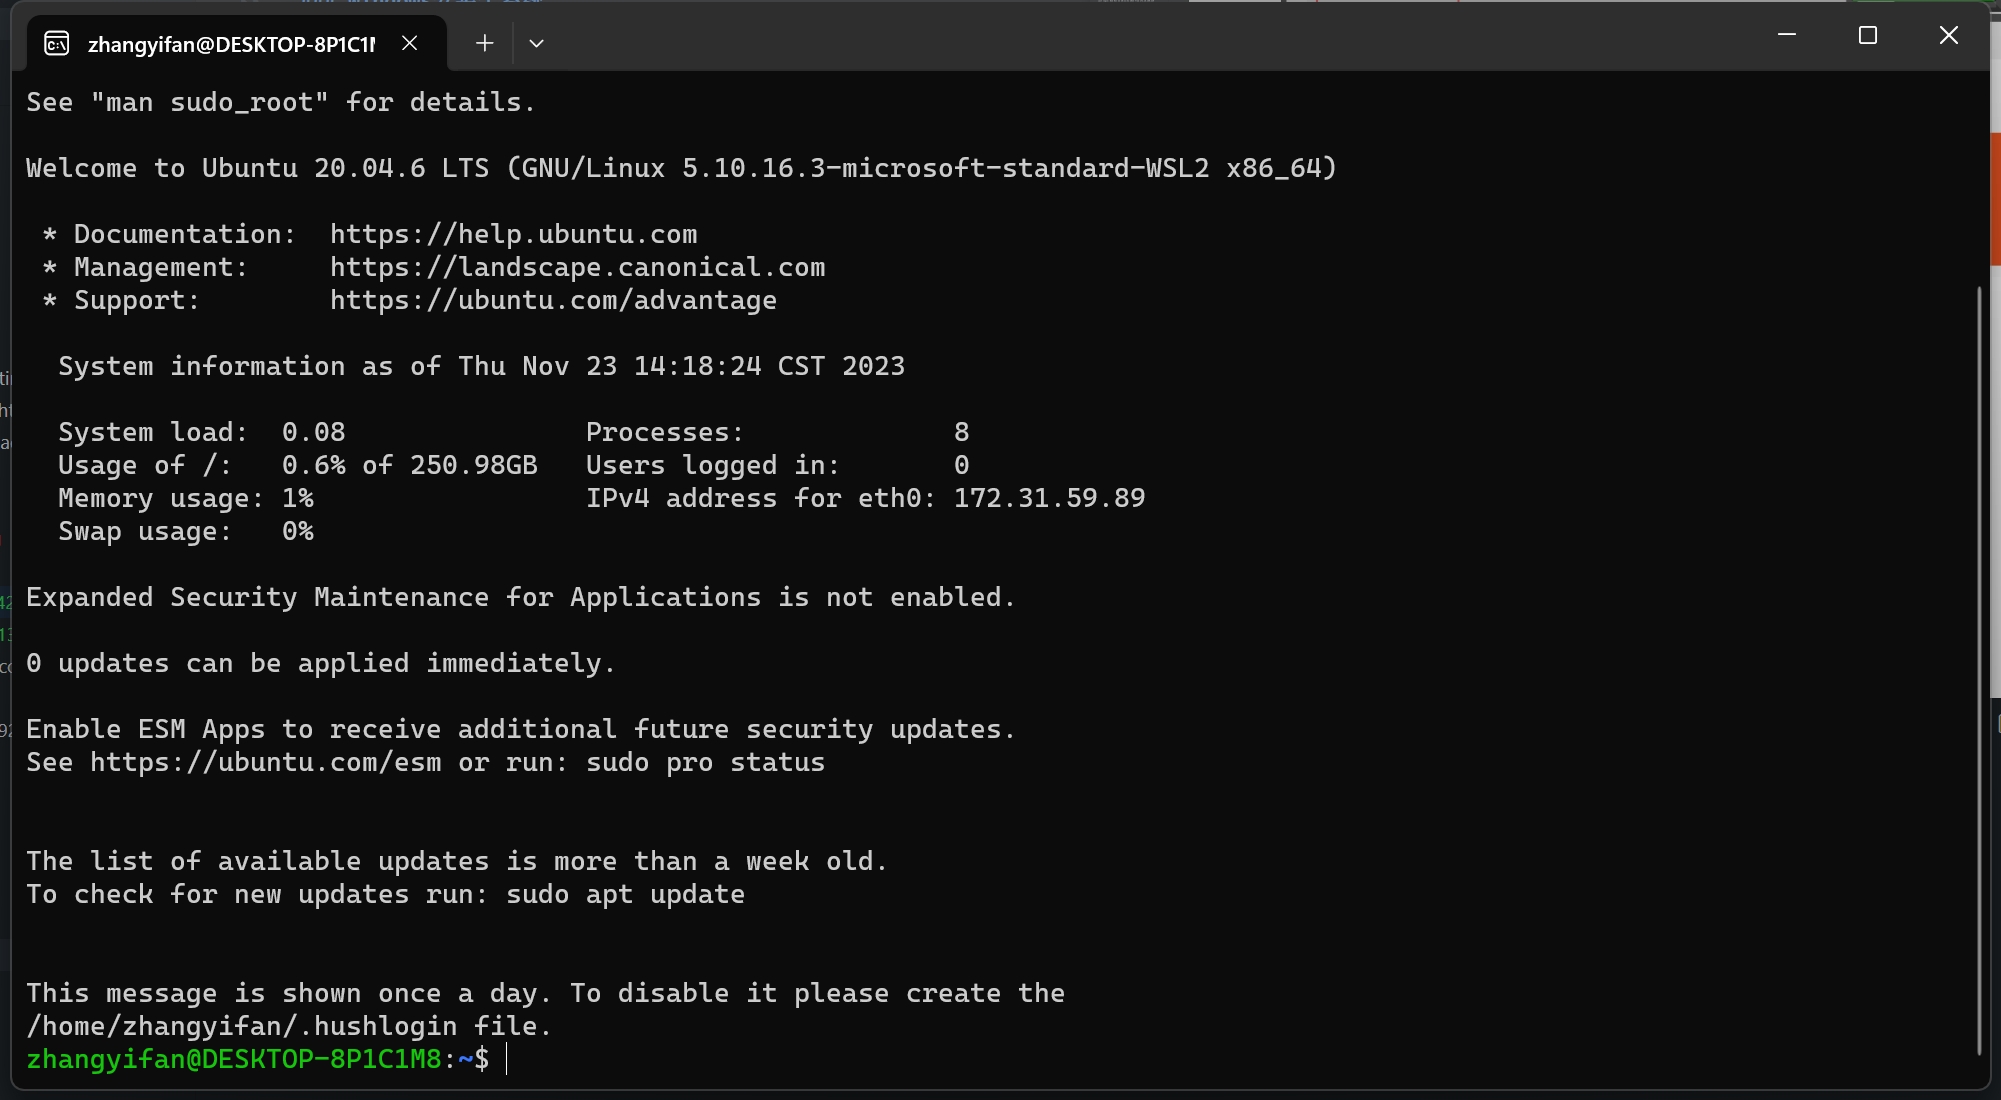 zhangyifan@DESKTOP-8P1C1
See "man sudo_root" for details.
Welcome to Ubuntu 20.04.6 LTS (GNU/Linux 5.10.16.3-microsoft-standard-WSL2 x86_64)
* Documentation:  https://help.ubuntu.com
* Management:     https://landscape.canonical.com
* Support:        https://ubuntu.com/advantage
System information as of Thu Nov 23 14:18:24 CST 2023
System load:  0.08               Processes:             8
Usage of /:   0.6% of 250.98GB   Users logged in:       0
Memory usage: 1%                 IPv4 address for eth0: 172.31.59.89
Swap usage:   0%
Expanded Security Maintenance for Applications is not enabled.
0 updates can be applied immediately.
Enable ESM Apps to receive additional future security updates.
See https://ubuntu.com/esm or run: sudo pro status
The list of available updates is more than a week old.
To check for new updates run: sudo apt update
This message is shown once a day. To disable it please create the
/home/zhangyifan/.hushlogin file.
zhangyifan@DESKTOP-8P1C1M8:~$